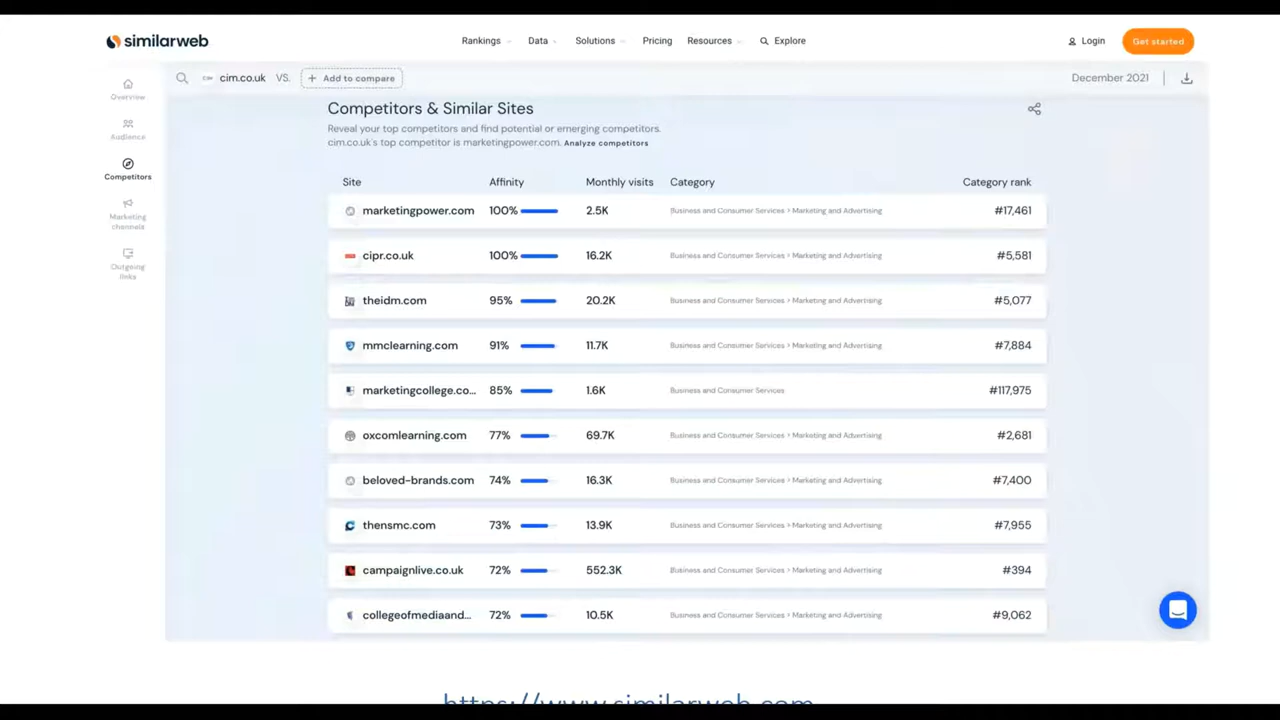 similarweb
Rankings Data Solutions Pricing Resources Explore Login Get started
cim.co.uk VS. + Add to compare December 2021
Overview
Audience
Competitors
Marketing channels
Outgoing links
Competitors & Similar Sites
Reveal your top competitors and find potential or emerging competitors.
cim.co.uk's top competitor is marketingpower.com. Analyze competitors
Site Affinity Monthly visits Category Category rank
marketingpower.com 100% 2.5K Business and Consumer Services > Marketing and Advertising #17,461
cipr.co.uk 100% 16.2K Business and Consumer Services > Marketing and Advertising #5,581
theidm.com 95% 20.2K Business and Consumer Services > Marketing and Advertising #5,077
mmclearning.com 91% 11.7K Business and Consumer Services > Marketing and Advertising #7,884
marketingcollege.co... 85% 1.6K Business and Consumer Services #117,975
oxcomlearning.com 77% 69.7K Business and Consumer Services > Marketing and Advertising #2,681
beloved-brands.com 74% 16.3K Business and Consumer Services > Marketing and Advertising #7,400
thensmc.com 73% 13.9K Business and Consumer Services > Marketing and Advertising #7,955
campaignlive.co.uk 72% 552.3K Business and Consumer Services > Marketing and Advertising #394
collegeofmediaand... 72% 10.5K Business and Consumer Services > Marketing and Advertising #9,062
https://www.similarweb.com